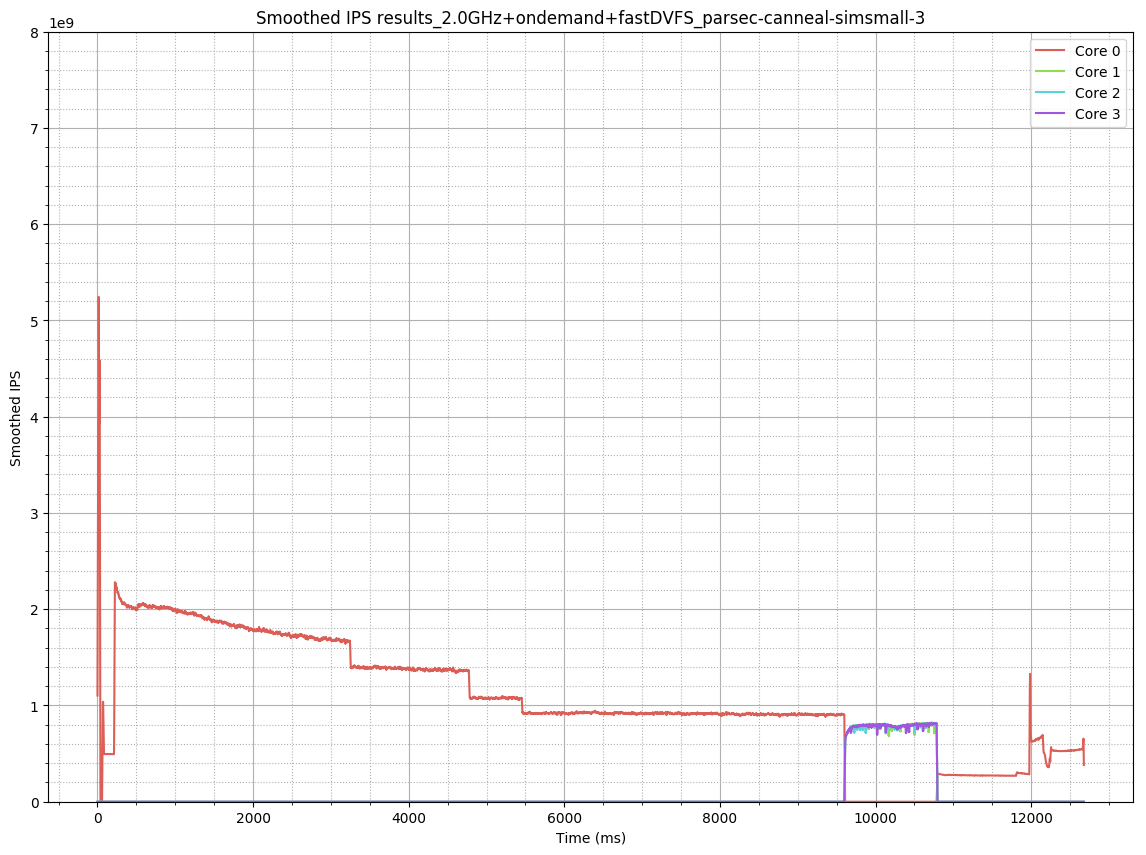 Smoothed IPS results_2.0GHz+ondemand+fastDVFS_parsec-canneal-simsmall-3
1e9
8
7
6
5
4
3
2
1
0
Smoothed IPS
Core 0
Core 1
Core 2
Core 3
0 2000 4000 6000 8000 10000 12000
Time (ms)